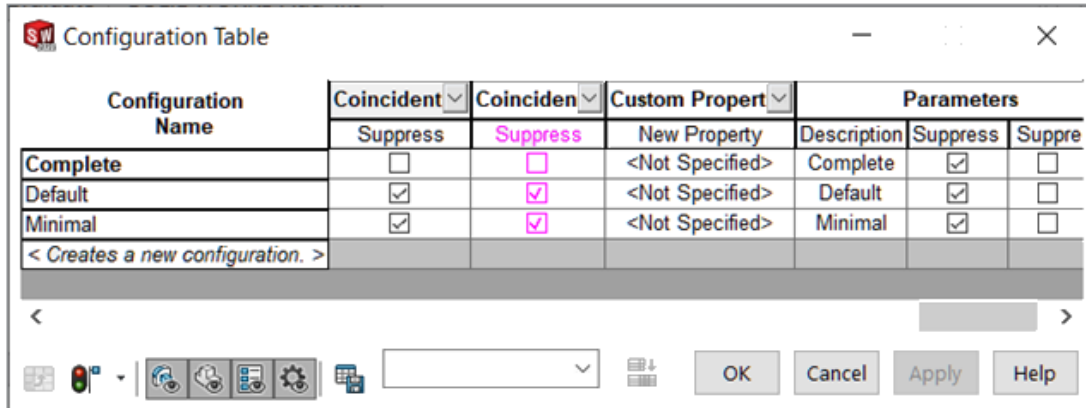 Configuration Table
Configuration Name Coincident Coinciden Custom Propert Parameters
Suppress Suppress New Property Description Suppress Suppre
Complete <Not Specified> Complete
Default <Not Specified> Default
Minimal <Not Specified> Minimal
< Creates a new configuration. >
OK Cancel Apply Help